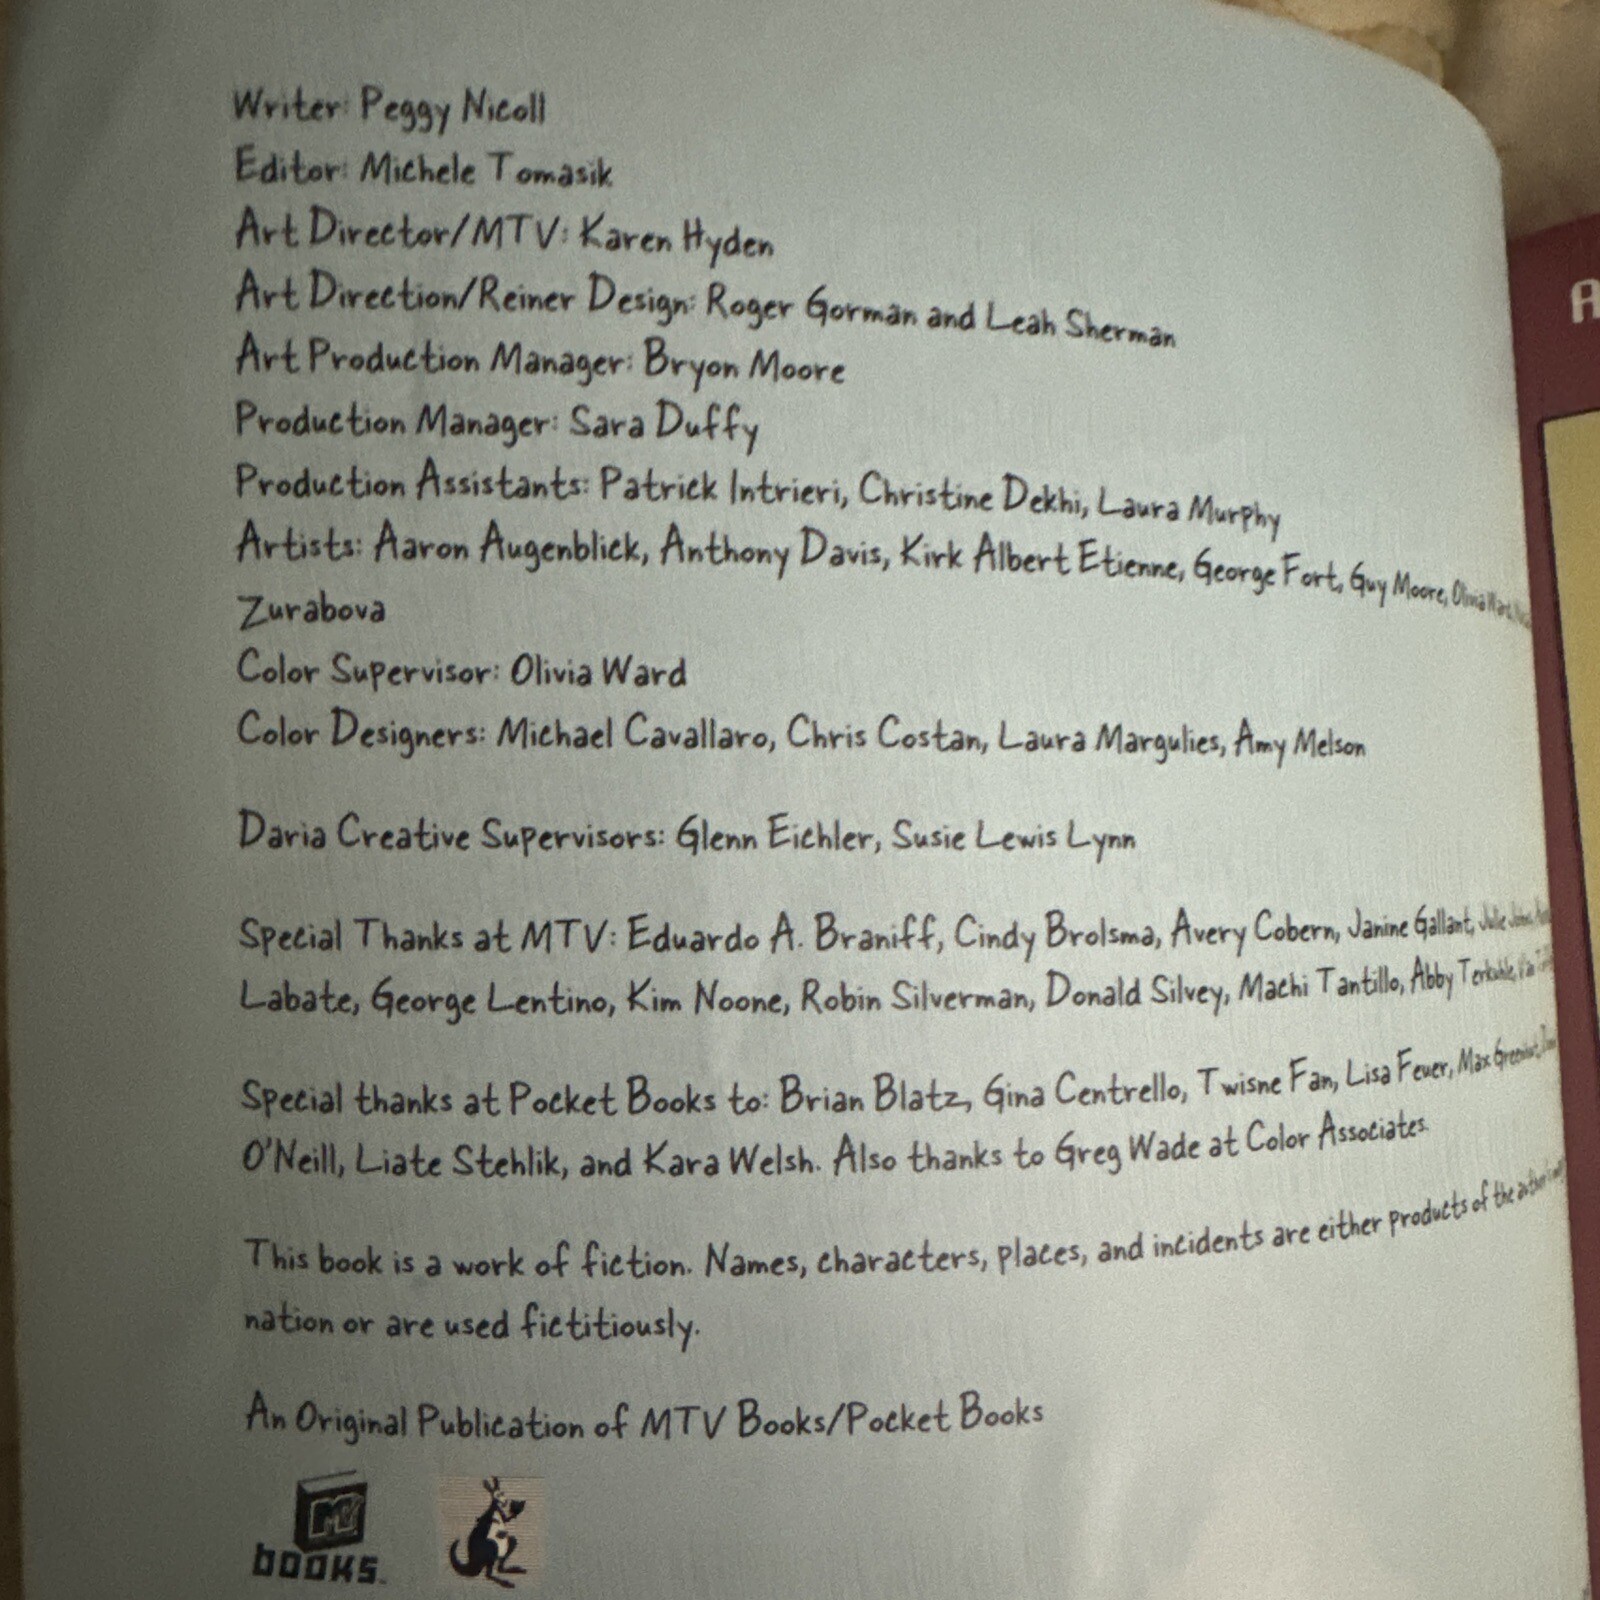 Writer: Peggy Nicoll
Editor: Michele Tomasik
Art Director/MTV: Karen Hyden
Art Direction/Reiner Design: Roger Gorman and Leah Sherman
Art Production Manager: Bryon Moore
Production Manager: Sara Duffy
Production Assistants: Patrick Intrieri, Christine Dekhi, Laura Murphy
Artists: Aaron Augenblick, Anthony Davis, Kirk Albert Etienne, George Fort, Guy Moore, Olivia Ward,
Zurabova
Color Supervisor: Olivia Ward
Color Designers: Michael Cavallaro, Chris Costan, Laura Margulies, Amy Melson
Daria Creative Supervisors: Glenn Eichler, Susie Lewis Lynn
Special Thanks at MTV: Eduardo A. Braniff, Cindy Brolsma, Avery Cobern, Janine Gallant, Julie
Labate, George Lentino, Kim Noone, Robin Silverman, Donald Silvey, Machi Tantillo, Abby Terkuhle,
Special thanks at Pocket Books to: Brian Blatz, Gina Centrello, Twisne Fan, Lisa Feuer, Max Greenhut,
O'Neill, Liate Stehlik, and Kara Welsh. Also thanks to Greg Wade at Color Associates.
This book is a work of fiction. Names, characters, places, and incidents are either products of the author's
nation or are used fictitiously.
An Original Publication of MTV Books/Pocket Books
MTV
BOOKS
A